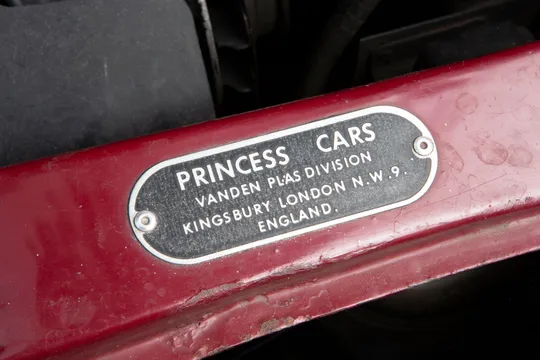 PRINCESS CARS
VANDEN PLAS DIVISION
KINGSBURY LONDON N.W.9.
ENGLAND.